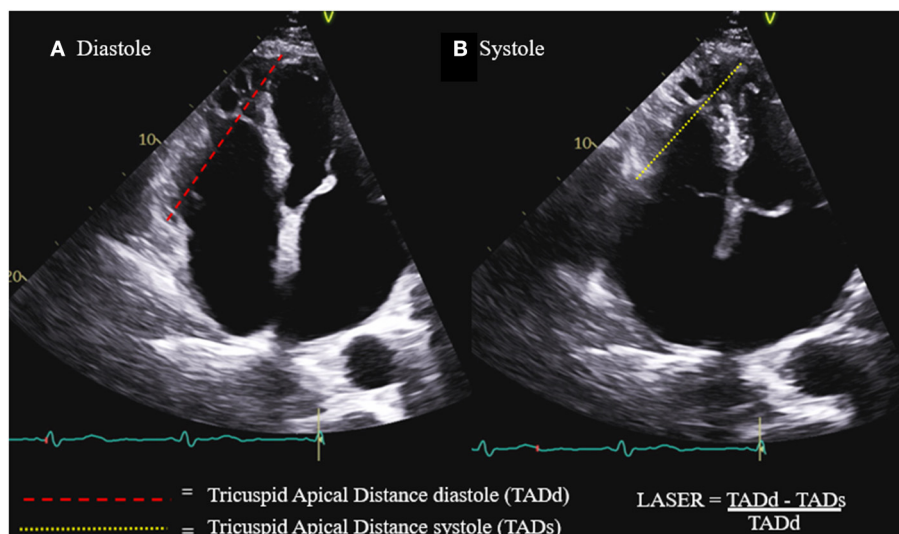 A Diastole
B Systole
10
20
10
= Tricuspid Apical Distance diastole (TADd)
= Tricuspid Apical Distance systole (TADs)
LASER = TADd - TADs
TADd